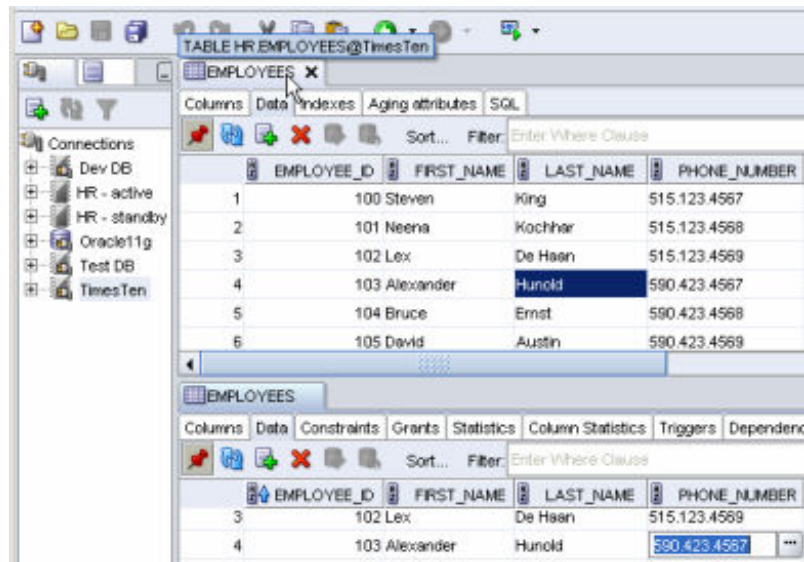 TABLE HR.EMPLOYEES@TimesTen
EMPLOYEES
Columns Data Indexes Aging attributes SQL
Sort... Filter: Enter Where Clause
Connections
Dev DB
HR - active
HR - standby
Oracle11g
Test DB
TimesTen
EMPLOYEE_ID FIRST_NAME LAST_NAME PHONE_NUMBER
1 100 Steven King 515.123.4567
2 101 Neena Kochhar 515.123.4568
3 102 Lex De Haan 515.123.4569
4 103 Alexander Hunold 590.423.4567
5 104 Bruce Ernst 590.423.4568
6 105 David Austin 590.423.4569
EMPLOYEES
Columns Data Constraints Grants Statistics Column Statistics Triggers Dependenc
Sort... Filter: Enter Where Clause
EMPLOYEE_ID FIRST_NAME LAST_NAME PHONE_NUMBER
3 102 Lex De Haan 515.123.4569
4 103 Alexander Hunold 590.423.4567 ...